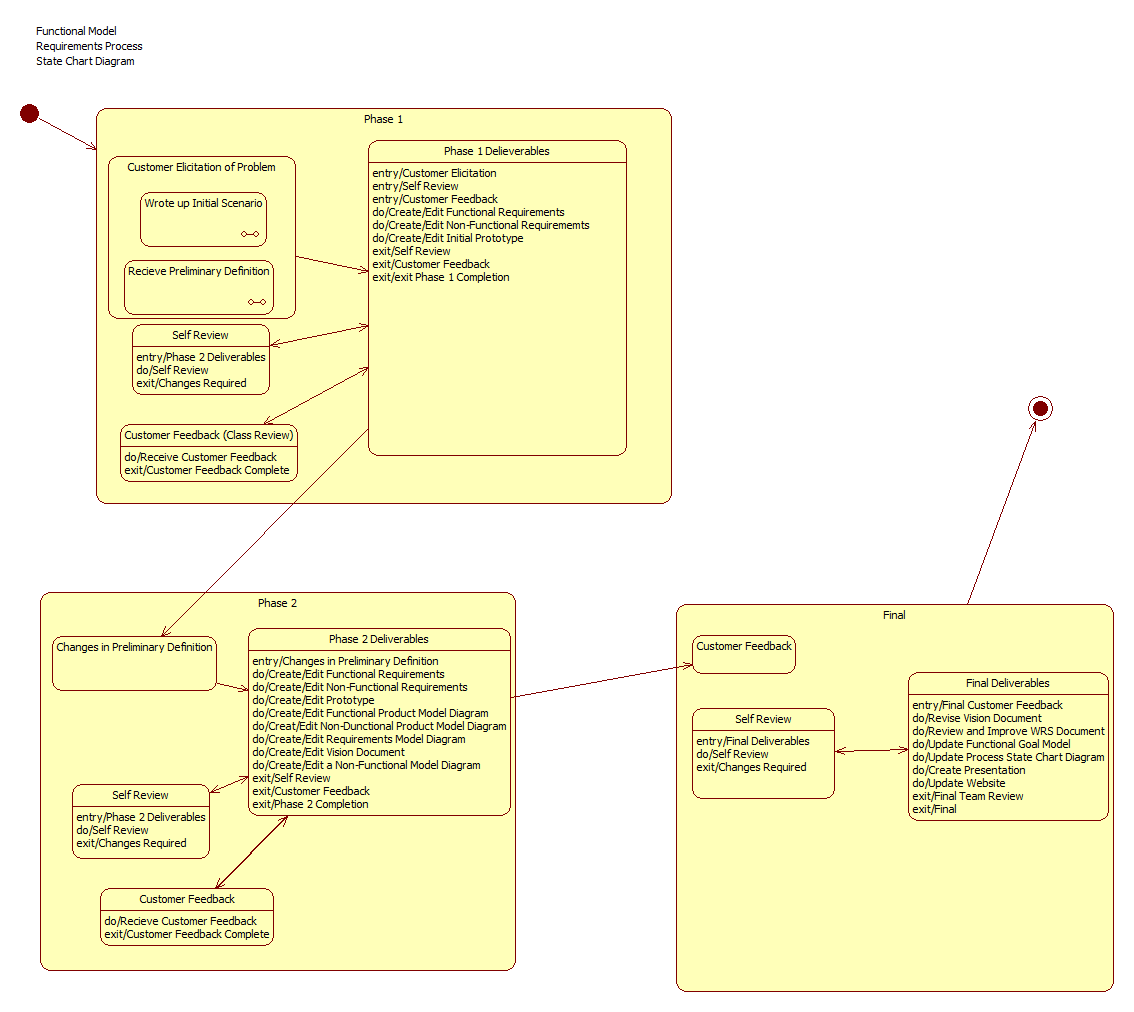 Functional Model
Requirements Process
State Chart Diagram
Phase 1
Customer Elicitation of Problem
Wrote up Initial Scenario
Recieve Preliminary Definition
Phase 1 Delieverables
entry/Customer Elicitation
entry/Self Review
entry/Customer Feedback
do/Create/Edit Functional Requirements
do/Create/Edit Non-Functional Requirememts
do/Create/Edit Initial Prototype
exit/Self Review
exit/Customer Feedback
exit/exit Phase 1 Completion
Self Review
entry/Phase 2 Deliverables
do/Self Review
exit/Changes Required
Customer Feedback (Class Review)
do/Receive Customer Feedback
exit/Customer Feedback Complete
Phase 2
Changes in Preliminary Definition
Phase 2 Deliverables
entry/Changes in Preliminary Definition
do/Create/Edit Functional Requirements
do/Create/Edit Non-Functional Requirements
do/Create/Edit Prototype
do/Create/Edit Functional Product Model Diagram
do/Creat/Edit Non-Dunctional Product Model Diagram
do/Create/Edit Requirements Model Diagram
do/Create/Edit Vision Document
do/Create/Edit a Non-Functional Model Diagram
exit/Self Review
exit/Customer Feedback
exit/Phase 2 Completion
Self Review
entry/Phase 2 Deliverables
do/Self Review
exit/Changes Required
Customer Feedback
do/Recieve Customer Feedback
exit/Customer Feedback Complete
Final
Customer Feedback
Self Review
entry/Final Deliverables
do/Self Review
exit/Changes Required
Final Deliverables
entry/Final Customer Feedback
do/Revise Vision Document
do/Review and Improve WRS Document
do/Update Functional Goal Model
do/Update Process State Chart Diagram
do/Create Presentation
do/Update Website
exit/Final Team Review
exit/Final